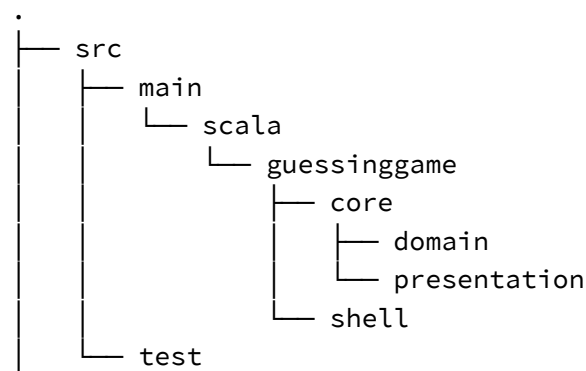 .
├── src
│   ├── main
│   │   └── scala
│   │       └── guessinggame
│   │           ├── core
│   │           │   ├── domain
│   │           │   └── presentation
│   │           └── shell
│   └── test